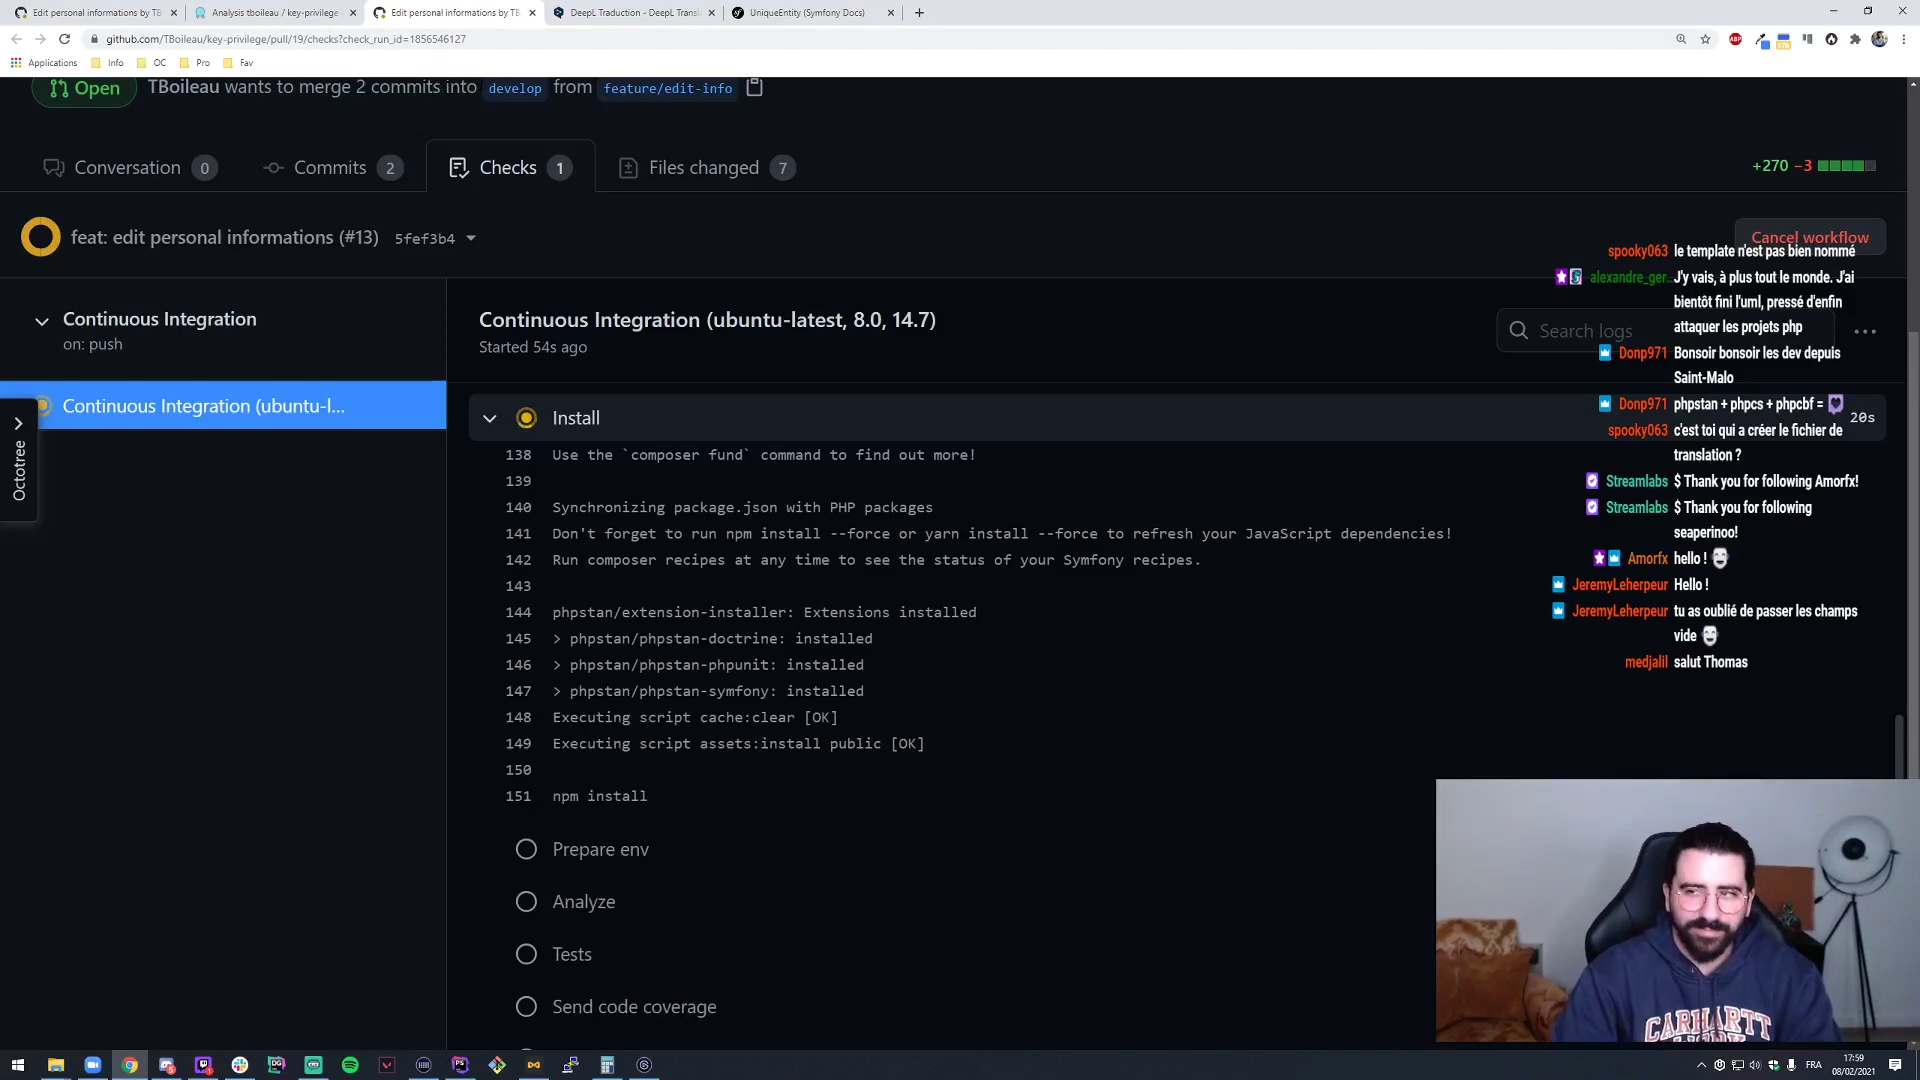 Edit personal informations by TB
Analysis tboileau / key-privilege
Edit personal informations by TB
DeepL Traduction - DeepL Transl
UniqueEntity (Symfony Docs)
github.com/TBoileau/key-privilege/pull/19/checks?check_run_id=1856546127
Applications
Info
OC
Pro
Fav
Open
TBoileau wants to merge 2 commits into develop from feature/edit-info
Conversation 0
Commits 2
Checks 1
Files changed 7
+270 −3
feat: edit personal informations (#13) 5fef3b4
Cancel workflow
Continuous Integration
on: push
Continuous Integration (ubuntu-l...
Octotree
Continuous Integration (ubuntu-latest, 8.0, 14.7)
Started 54s ago
Search logs
Install
20s
138 Use the `composer fund` command to find out more!
139
140 Synchronizing package.json with PHP packages
141 Don't forget to run npm install --force or yarn install --force to refresh your JavaScript dependencies!
142 Run composer recipes at any time to see the status of your Symfony recipes.
143
144 phpstan/extension-installer: Extensions installed
145 > phpstan/phpstan-doctrine: installed
146 > phpstan/phpstan-phpunit: installed
147 > phpstan/phpstan-symfony: installed
148 Executing script cache:clear [OK]
149 Executing script assets:install public [OK]
150
151 npm install
Prepare env
Analyze
Tests
Send code coverage
spooky063 le template n'est pas bien nommé
alexandre_ger... J'y vais, à plus tout le monde. J'ai
bientôt fini l'uml, pressé d'enfin
attaquer les projets php
Donp971 Bonsoir bonsoir les dev depuis
Saint-Malo
Donp971 phpstan + phpcs + phpcbf =
spooky063 c'est toi qui a créer le fichier de
translation ?
Streamlabs $ Thank you for following Amorfx!
Streamlabs $ Thank you for following
seaperinoo!
Amorfx hello !
JeremyLeherpeur Hello !
JeremyLeherpeur tu as oublié de passer les champs
vide
medjalil salut Thomas
CARHARTT
FRA
17:59
08/02/2021